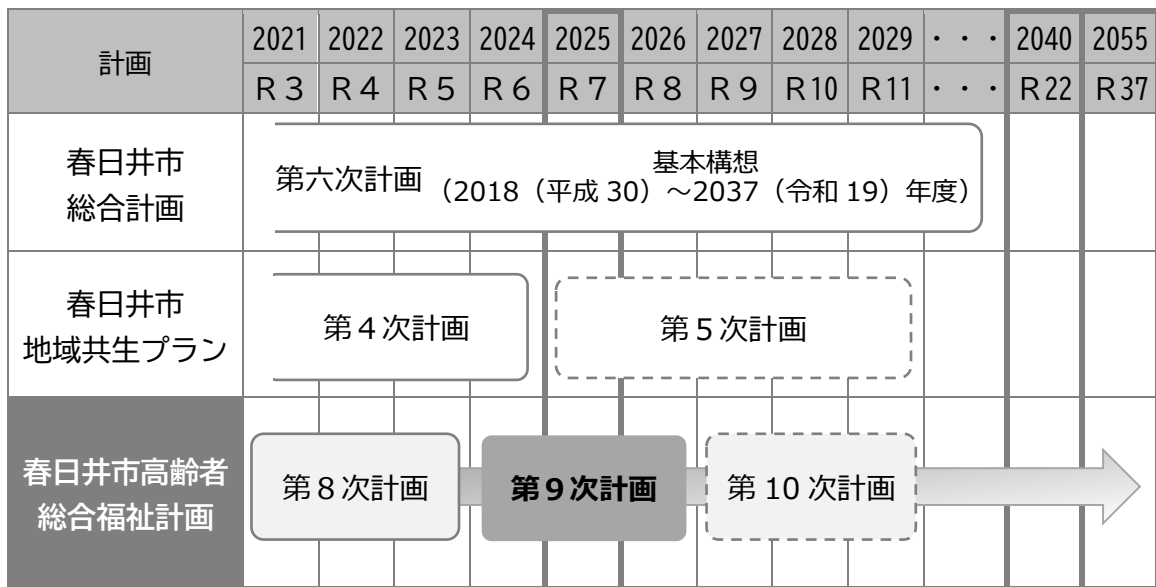 計画
2021 2022 2023 2024 2025 2026 2027 2028 2029 ・・・ 2040 2055
R3 R4 R5 R6 R7 R8 R9 R10 R11 ・・・ R22 R37
春日井市
総合計画
第六次計画
基本構想
（2018（平成 30）～2037（令和 19）年度）
春日井市
地域共生プラン
第４次計画
第５次計画
春日井市高齢者
総合福祉計画
第８次計画
第９次計画
第 10 次計画